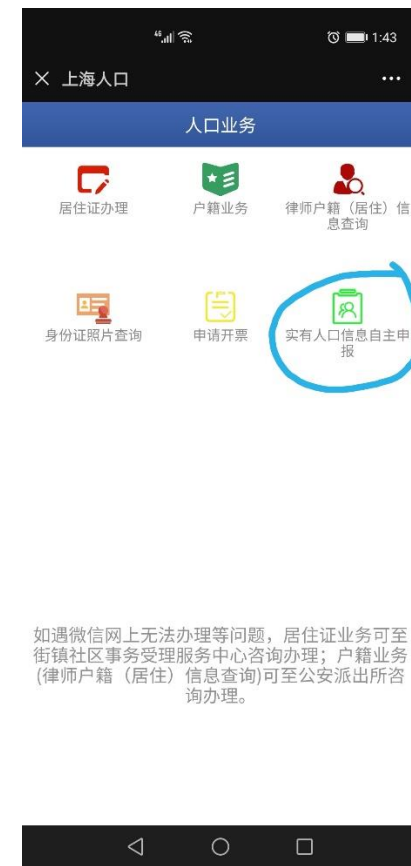 46
1:43
上海人口
人口业务
居住证办理
户籍业务
律师户籍（居住）信
息查询
身份证照片查询
申请开票
实有人口信息自主申
报
如遇微信网上无法办理等问题，居住证业务可至
街镇社区事务受理服务中心咨询办理；户籍业务
(律师户籍（居住）信息查询)可至公安派出所咨
询办理。